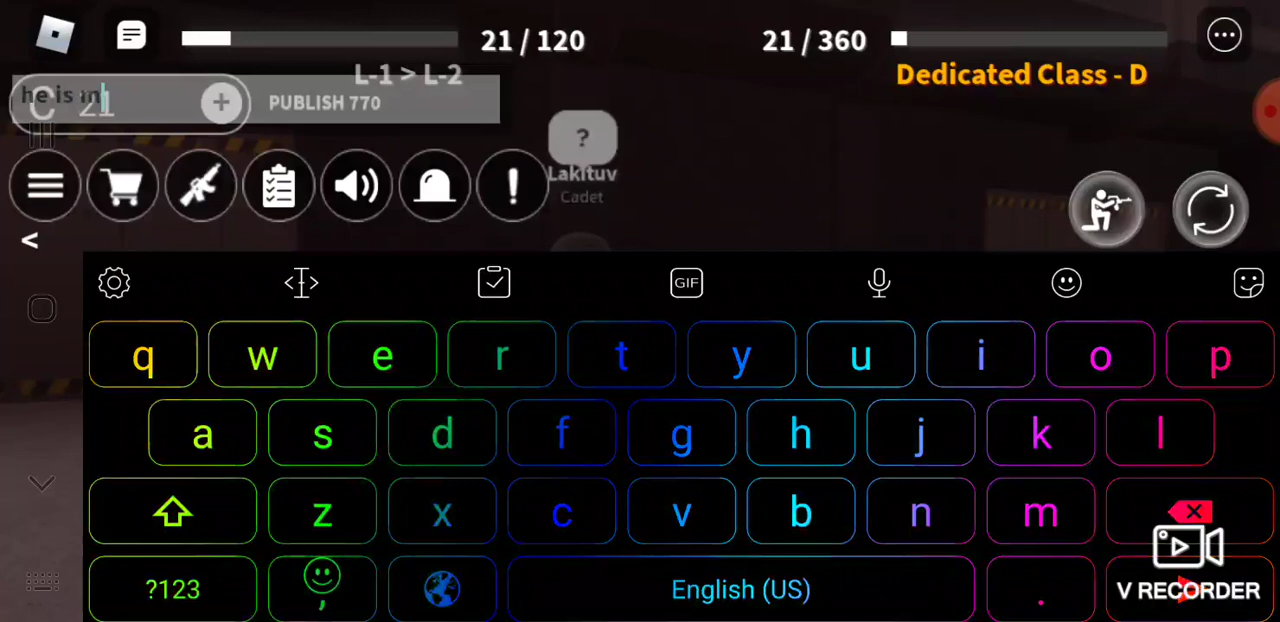 21 / 120
21 / 360
L-1 > L-2
Dedicated Class - D
he is m
C 21
+
PUBLISH 770
?
Lakituv
Cadet
<
GIF
q w e r t y u i o p
a s d f g h j k l
z x c v b n m
?123 , English (US) .
V RECORDER